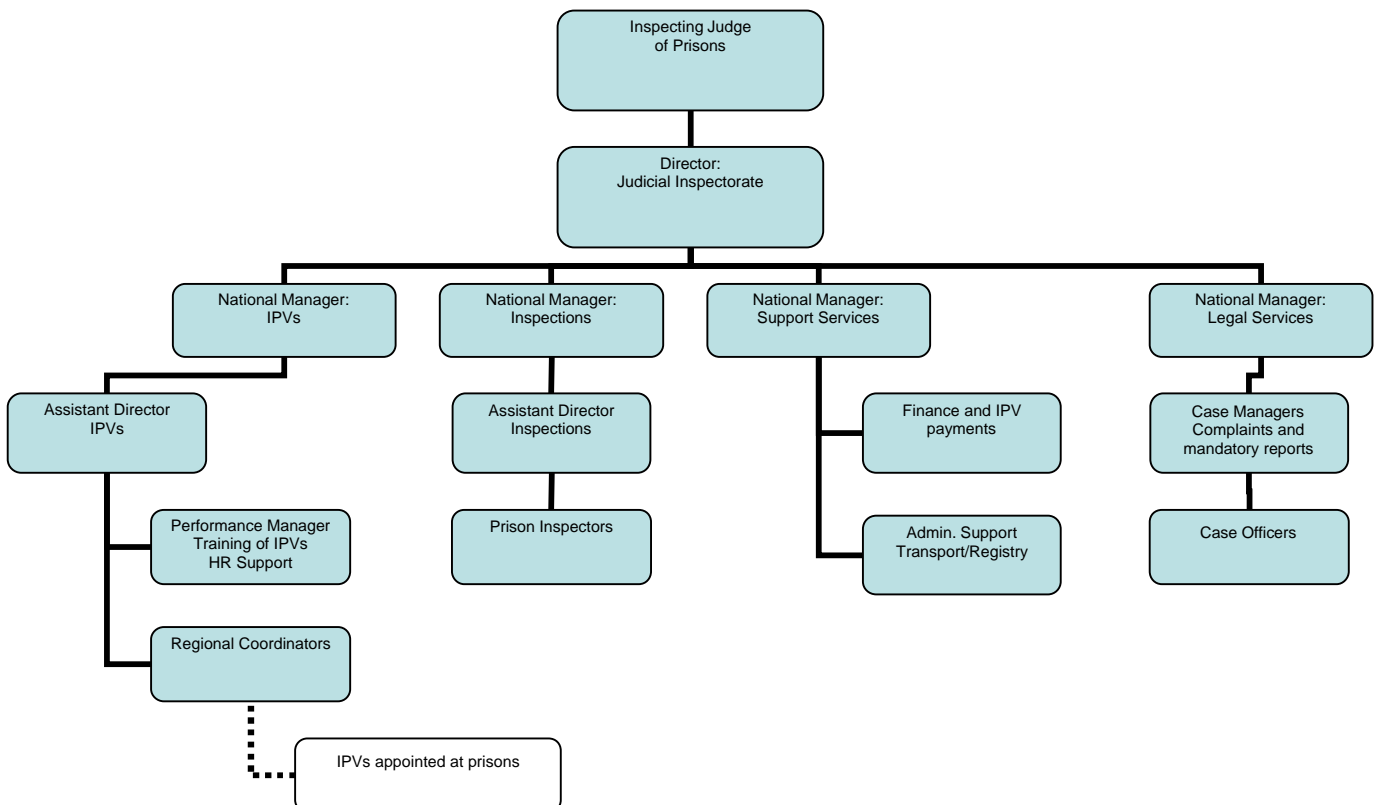 Inspecting Judge
of Prisons
Director:
Judicial Inspectorate
National Manager:
IPVs
National Manager:
Inspections
National Manager:
Support Services
National Manager:
Legal Services
Assistant Director
IPVs
Assistant Director
Inspections
Finance and IPV
payments
Case Managers
Complaints and
mandatory reports
Performance Manager
Training of IPVs
HR Support
Prison Inspectors
Admin. Support
Transport/Registry
Case Officers
Regional Coordinators
IPVs appointed at prisons